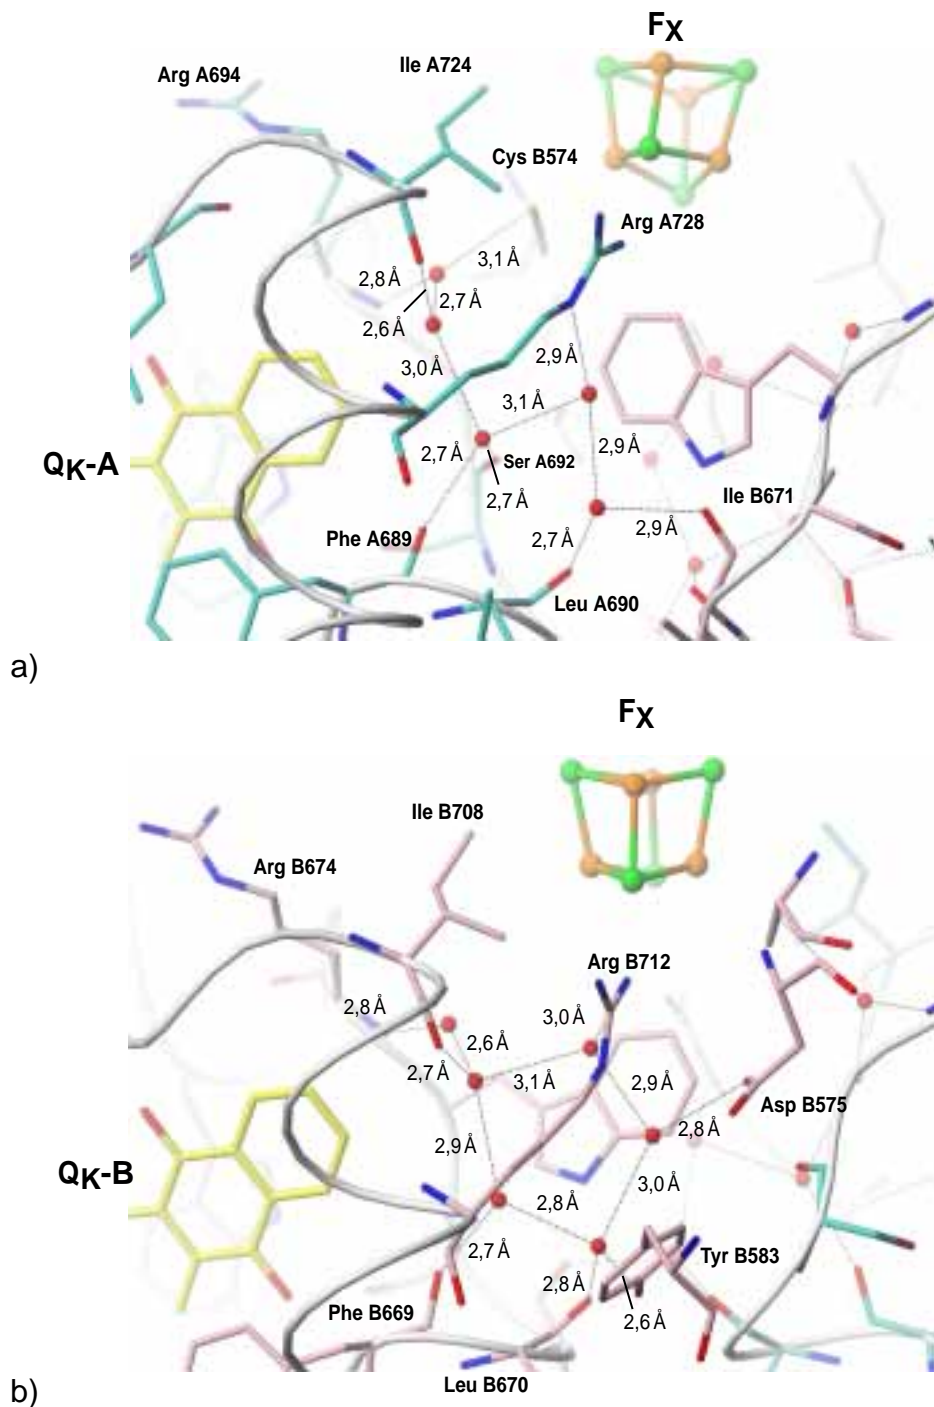 FX
Arg A694
Ile A724
Cys B574
Arg A728
2,8 Å
3,1 Å
2,7 Å
2,6 Å
3,0 Å
2,9 Å
3,1 Å
2,7 Å
Ser A692
2,9 Å
QK-A
2,7 Å
Ile B671
Phe A689
2,7 Å
2,9 Å
Leu A690
a)
FX
Ile B708
Arg B674
Arg B712
2,8 Å
3,0 Å
2,6 Å
2,7 Å
3,1 Å
2,9 Å
Asp B575
2,8 Å
2,9 Å
QK-B
2,8 Å
3,0 Å
2,7 Å
Tyr B583
2,8 Å
Phe B669
2,6 Å
Leu B670
b)